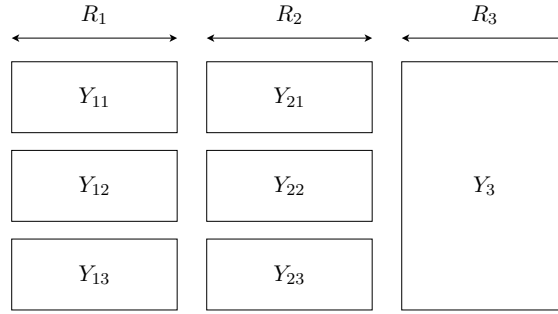 R₁ R₂ R₃
Y₁₁ Y₂₁
Y₁₂ Y₂₂ Y₃
Y₁₃ Y₂₃